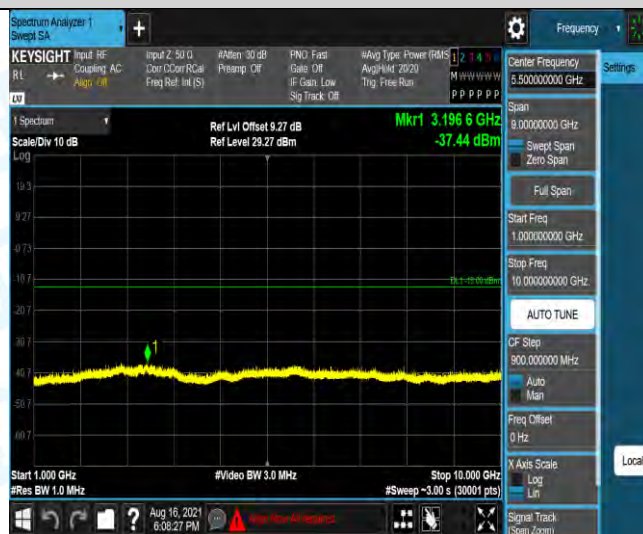 Spectrum Analyzer 1
Swept SA
+
Frequency
KEYSIGHT
RL
Input: RF
Coupling: AC
Align: Off
Input Z: 50 Ω
Corr CCorr RCal
Freq Ref: Int (S)
#Atten: 30 dB
Preamp: Off
PNO: Fast
Gate: Off
IF Gain: Low
Sig Track: Off
#Avg Type: Power (RMS
Avg|Hold: 20/20
Trig: Free Run
1 2 3 4 5 6
M W W W W W
P P P P P P
LXI
1 Spectrum
Scale/Div 10 dB
Log
Ref Lvl Offset 9.27 dB
Ref Level 29.27 dBm
Mkr1 3.196 6 GHz
-37.44 dBm
19.3
9.27
-0.73
-10.7
DL1 -13.00 dBm
-20.7
-30.7
1
-40.7
-50.7
-60.7
Start 1.000 GHz
#Res BW 1.0 MHz
#Video BW 3.0 MHz
Stop 10.000 GHz
#Sweep ~3.00 s (30001 pts)
Aug 16, 2021
6:08:27 PM
?
Center Frequency
5.500000000 GHz
Settings
Span
9.00000000 GHz
Swept Span
Zero Span
Full Span
Start Freq
1.000000000 GHz
Stop Freq
10.000000000 GHz
AUTO TUNE
CF Step
900.000000 MHz
Auto
Man
Freq Offset
0 Hz
X Axis Scale
Log
Lin
Local
Signal Track
(Span Zoom)